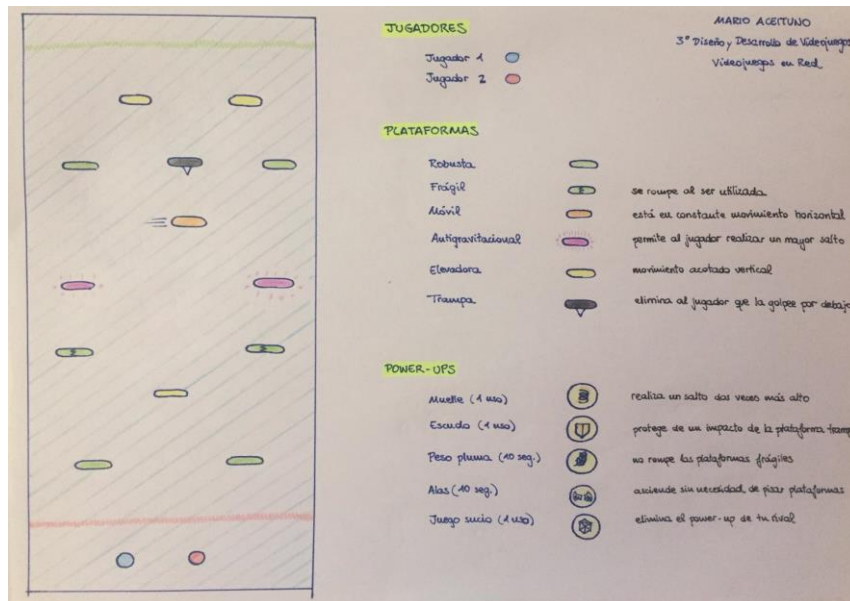 JUGADORES
Jugador 1
Jugador 2
MARIO ACEITUNO
3º Diseño y Desarrollo de Videojuegos
Videojuegos en Red
PLATAFORMAS
Robusta
Frágil se rompe al ser utilizada
Móvil está en constante movimiento horizontal
Antigravitacional permite al jugador realizar un mayor salto
Elevadora movimiento acotado vertical
Trampa elimina al jugador que la golpee por debajo
POWER-UPS
Muelle (1 uso) realiza un salto dos veces más alto
Escudo (1 uso) protege de un impacto de la plataforma
Peso pluma (10 seg.) no rompe las plataformas frágiles
Alas (10 seg.) asciende sin necesidad de pisar plataformas
Juego sucio (1 uso) elimina el power-up de tu rival